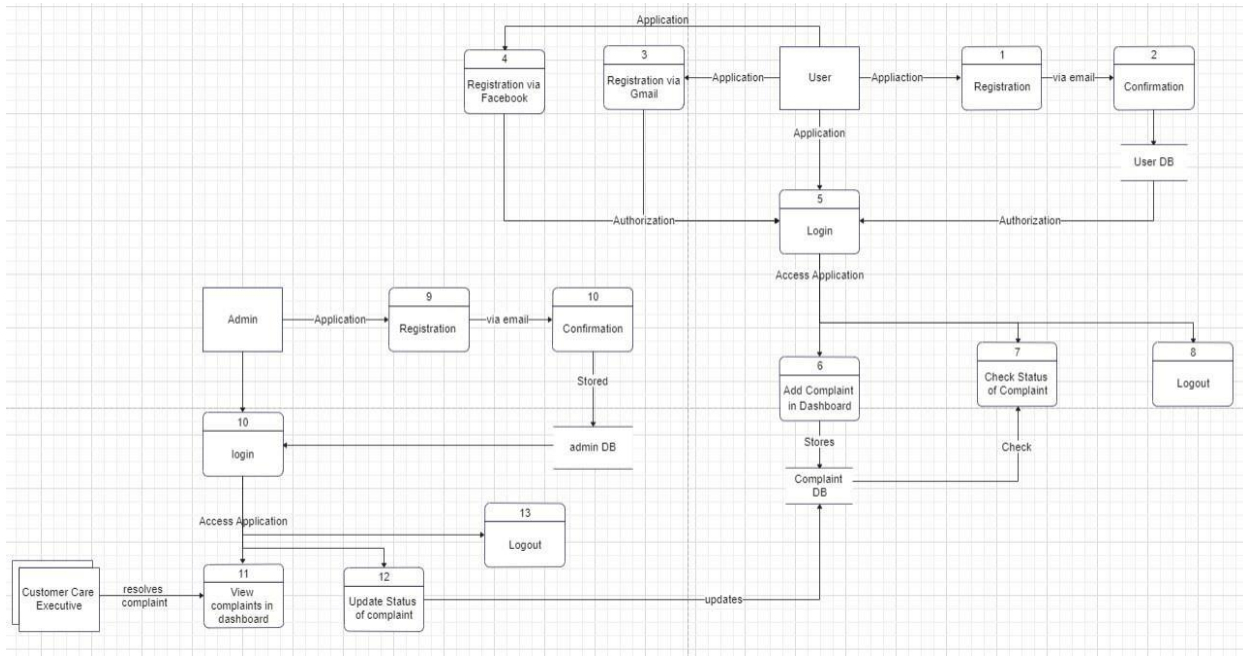 Application
4
Registration via
Facebook
3
Registration via
Gmail
Application
User
Appliaction
1
Registration
via email
2
Confirmation
Application
User DB
5
Login
Authorization
Authorization
Access Application
Admin
Application
9
Registration
via email
10
Confirmation
Stored
6
Add Complaint
in Dashboard
7
Check Status
of Complaint
8
Logout
10
login
admin DB
Stores
Check
Complaint
DB
Access Application
13
Logout
Customer Care
Executive
resolves
complaint
11
View
complaints in
dashboard
12
Update Status
of complaint
updates